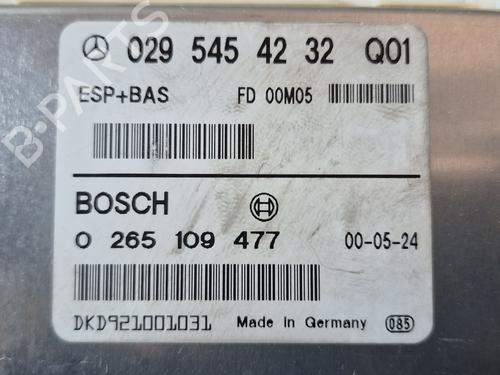 029 545 42 32 Q01
ESP+BAS FD 00M05
BOSCH
0 265 109 477 00-05-24
DKD921001031 Made in Germany 085
B-PARTS